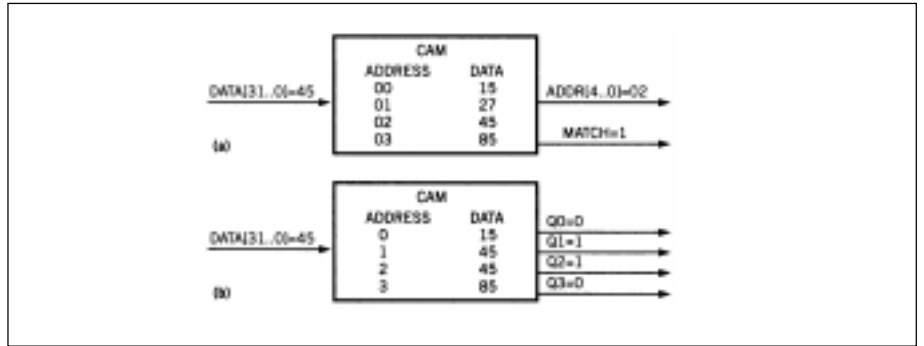 CAM
ADDRESS DATA
DATA[31..0]=45 00 15 ADDR[4..0]=02
01 27
02 45
(a) 03 85 MATCH=1
CAM
ADDRESS DATA
DATA[31..0]=45 0 15 Q0=0
1 45 Q1=1
2 45 Q2=1
(b) 3 85 Q3=0